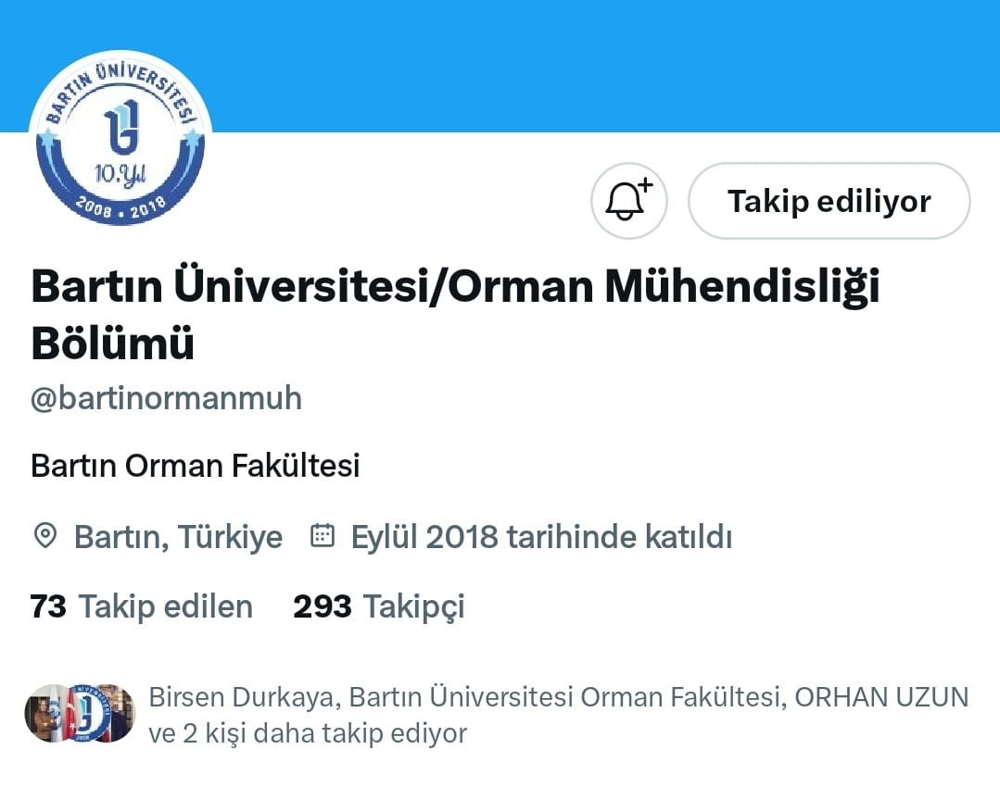 BARTIN ÜNİVERSİTESİ
10.Yıl
2008 • 2018
Takip ediliyor
Bartın Üniversitesi/Orman Mühendisliği
Bölümü
@bartinormanmuh
Bartın Orman Fakültesi
Bartın, Türkiye Eylül 2018 tarihinde katıldı
73 Takip edilen 293 Takipçi
Birsen Durkaya, Bartın Üniversitesi Orman Fakültesi, ORHAN UZUN
ve 2 kişi daha takip ediyor